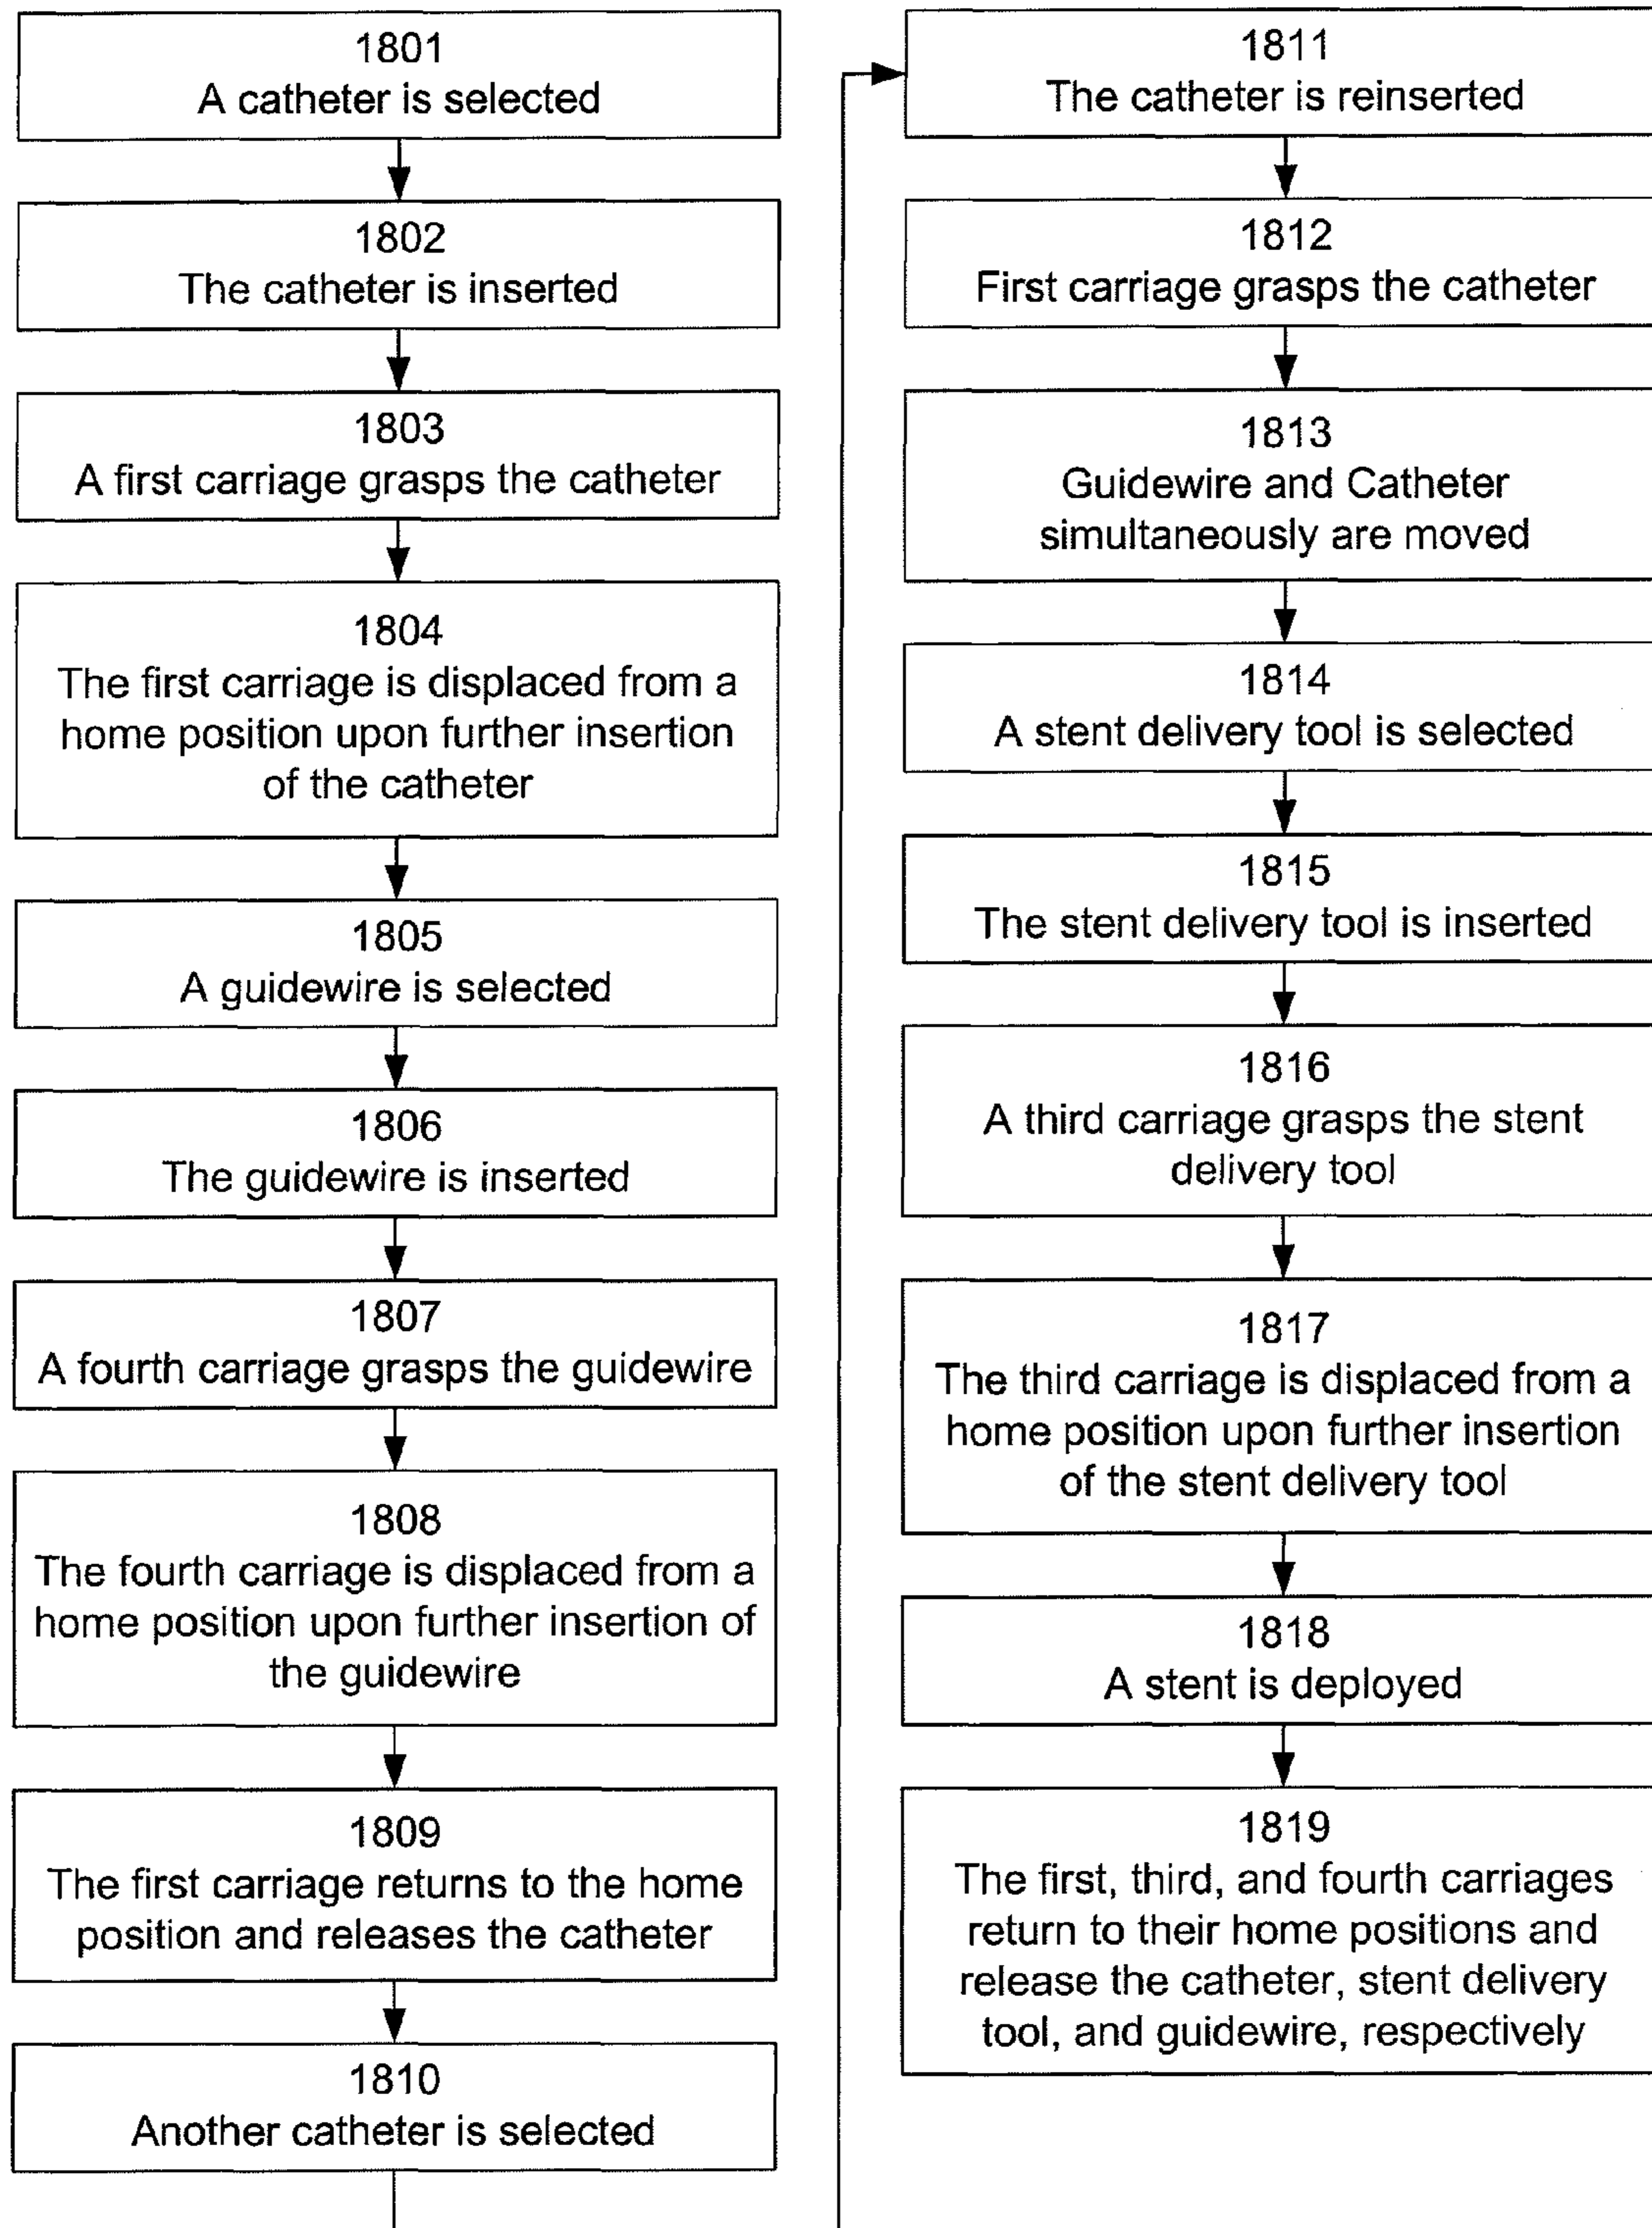 1801
A catheter is selected
1802
The catheter is inserted
1803
A first carriage grasps the catheter
1804
The first carriage is displaced from a
home position upon further insertion
of the catheter
1805
A guidewire is selected
1806
The guidewire is inserted
1807
A fourth carriage grasps the guidewire
1808
The fourth carriage is displaced from a
home position upon further insertion of
the guidewire
1809
The first carriage returns to the home
position and releases the catheter
1810
Another catheter is selected
1811
The catheter is reinserted
1812
First carriage grasps the catheter
1813
Guidewire and Catheter
simultaneously are moved
1814
A stent delivery tool is selected
1815
The stent delivery tool is inserted
1816
A third carriage grasps the stent
delivery tool
1817
The third carriage is displaced from a
home position upon further insertion
of the stent delivery tool
1818
A stent is deployed
1819
The first, third, and fourth carriages
return to their home positions and
release the catheter, stent delivery
tool, and guidewire, respectively